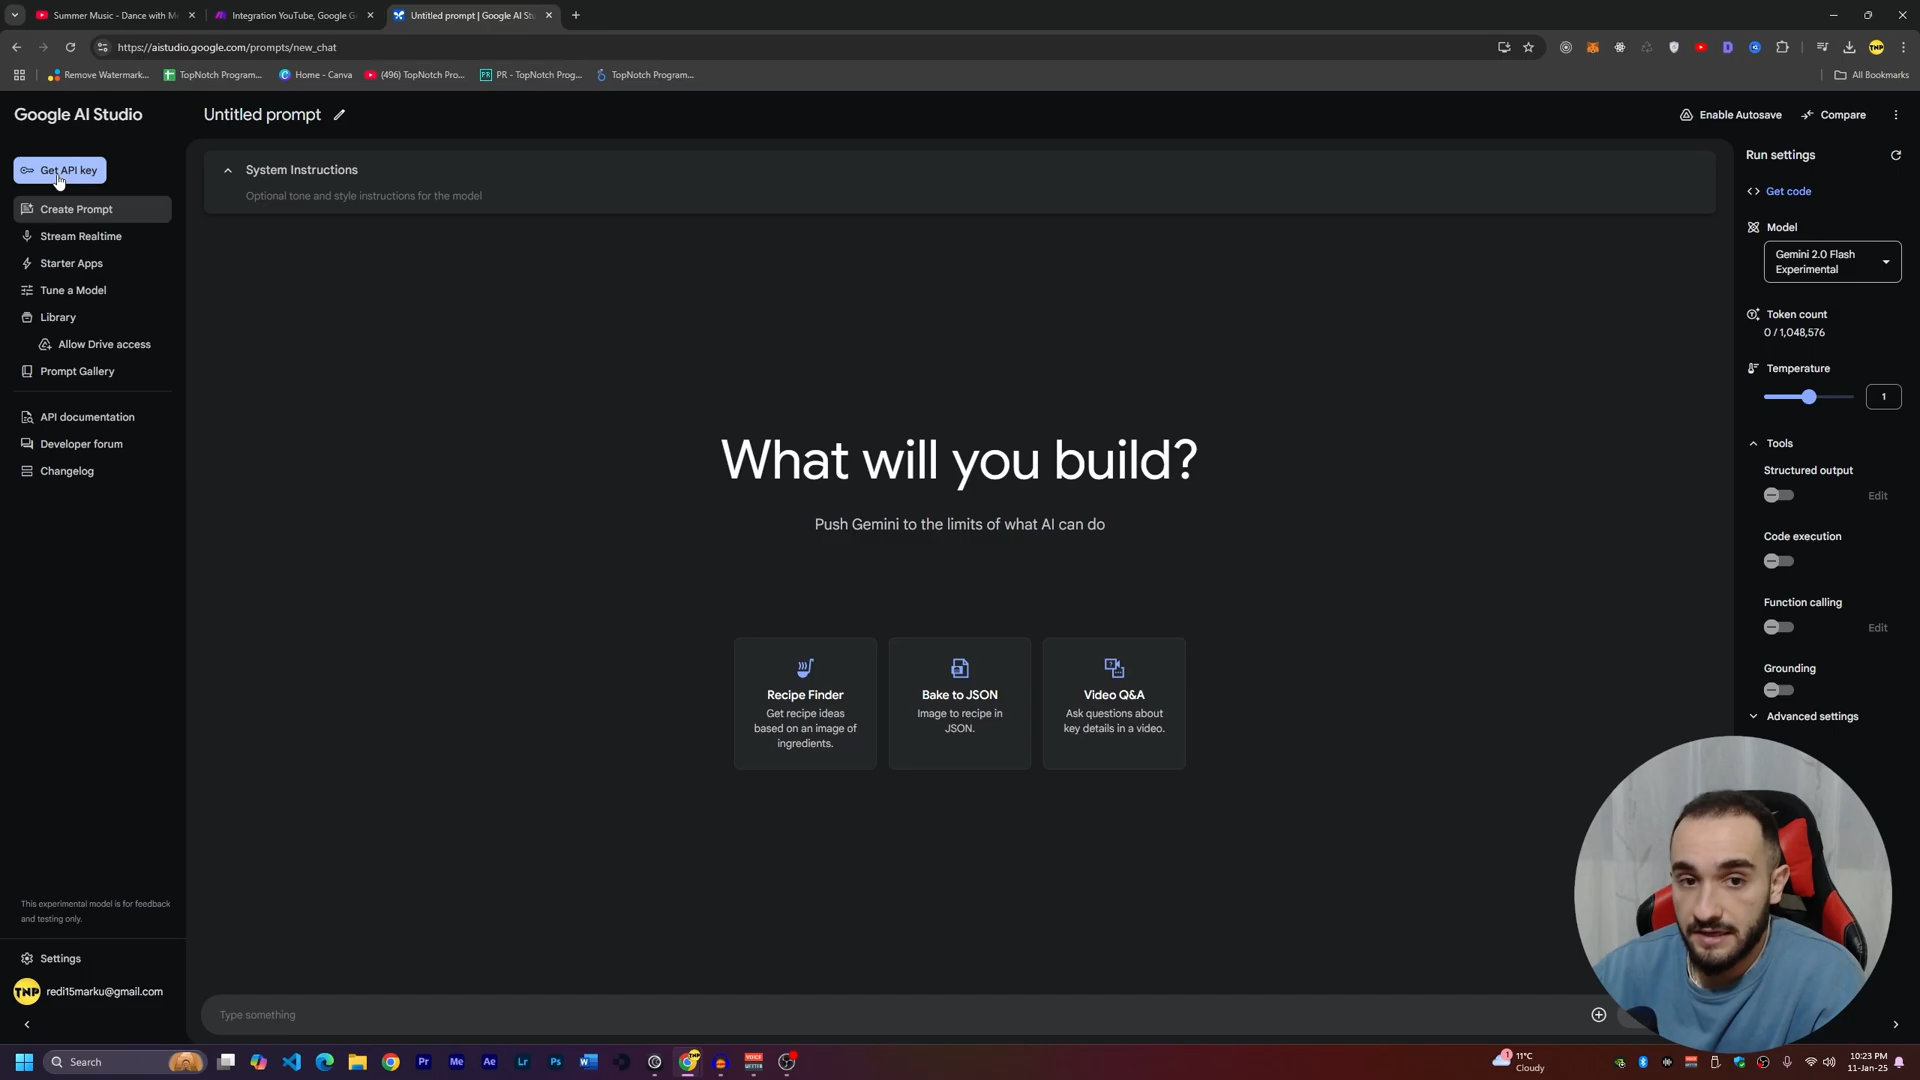 Summer Music - Dance with M
Integration YouTube, Google G
Untitled prompt | Google AI Stu
https://aistudio.google.com/prompts/new_chat
Remove Watermark...
TopNotch Program...
Home - Canva
(496) TopNotch Pro...
PR - TopNotch Prog...
TopNotch Program...
All Bookmarks
Google AI Studio
Untitled prompt
Enable Autosave
Compare
Get API key
Create Prompt
Stream Realtime
Starter Apps
Tune a Model
Library
Allow Drive access
Prompt Gallery
API documentation
Developer forum
Changelog
This experimental model is for feedback
and testing only.
Settings
TNP
redi15marku@gmail.com
System Instructions
Optional tone and style instructions for the model
What will you build?
Push Gemini to the limits of what AI can do
Recipe Finder
Get recipe ideas
based on an image of
ingredients.
Bake to JSON
Image to recipe in
JSON.
Video Q&A
Ask questions about
key details in a video.
Type something
Run settings
Get code
Model
Gemini 2.0 Flash
Experimental
Token count
0 / 1,048,576
Temperature
1
Tools
Structured output
Edit
Code execution
Function calling
Edit
Grounding
Advanced settings
Search
Pr
Me
Ae
Lr
Ps
1
11°C
Cloudy
10:23 PM
11-Jan-25